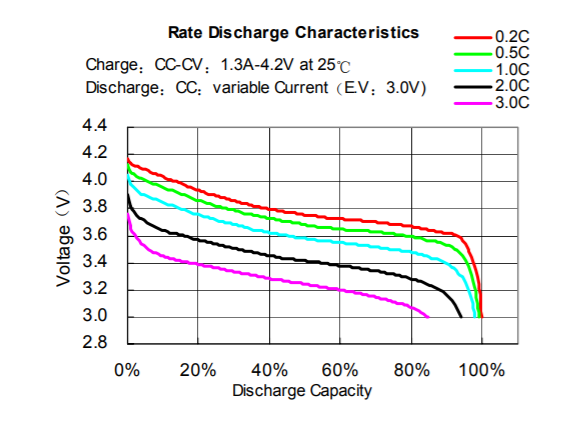 Rate Discharge Characteristics
Charge：CC-CV：1.3A-4.2V at 25℃
Discharge：CC：variable Current（E.V：3.0V)
0.2C
0.5C
1.0C
2.0C
3.0C
4.4
4.2
4.0
3.8
3.6
3.4
3.2
3.0
2.8
Voltage（V）
0% 20% 40% 60% 80% 100%
Discharge Capacity